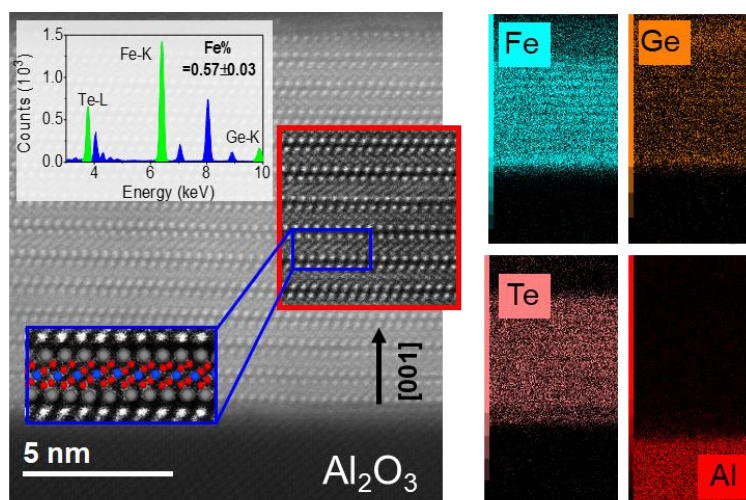 1.5
1.0
0.5
0.0
Counts (10³)
Te-L
Fe-K
Fe%
=0.57±0.03
Ge-K
4 6 8 10
Energy (keV)
[001]
5 nm
Al₂O₃
Fe
Ge
Te
Al